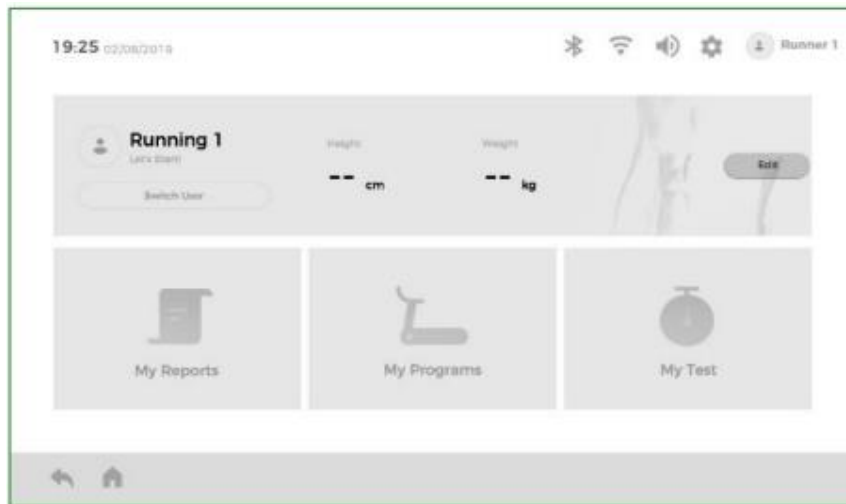 19:25 02/08/2019
Runner 1
Running 1
Let's Start!
Switch User
Height
-- cm
Weight
-- kg
Edit
My Reports
My Programs
My Test